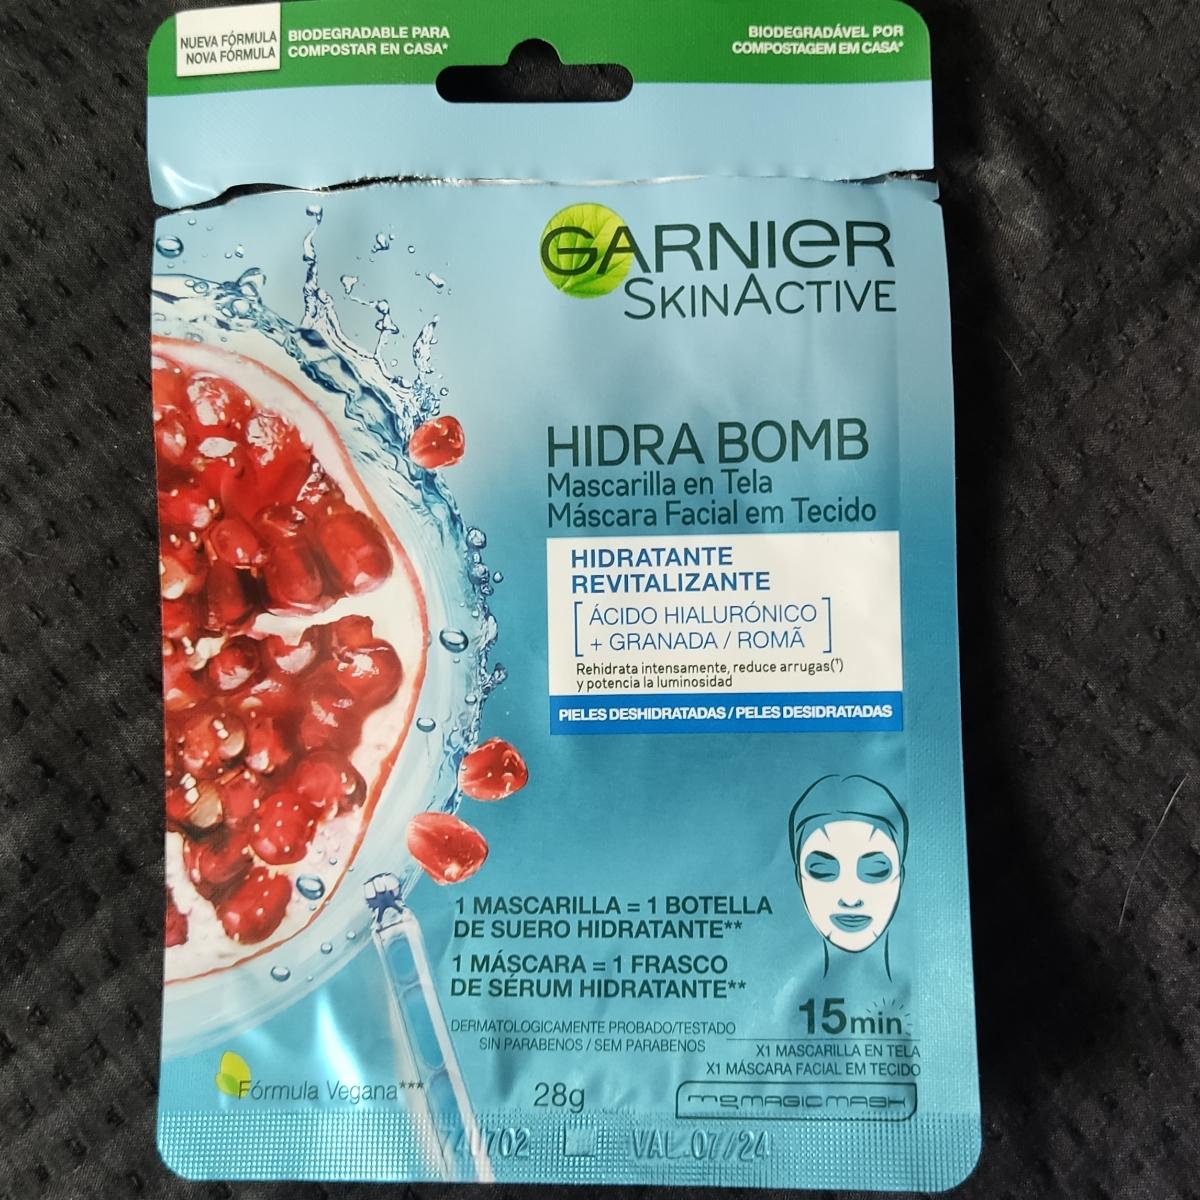 NUEVA FÓRMULA
NOVA FÓRMULA
BIODEGRADABLE PARA
COMPOSTAR EN CASA*
BIODEGRADÁVEL POR
COMPOSTAGEM EM CASA*
GARNIER
SKINACTIVE
HIDRA BOMB
Mascarilla en Tela
Máscara Facial em Tecido
HIDRATANTE
REVITALIZANTE
[ÁCIDO HIALURÓNICO
+ GRANADA / ROMÃ]
Rehidrata intensamente, reduce arrugas(¹)
y potencia la luminosidad
PIELES DESHIDRATADAS / PELES DESIDRATADAS
1 MASCARILLA = 1 BOTELLA
DE SUERO HIDRATANTE**
1 MÁSCARA = 1 FRASCO
DE SÉRUM HIDRATANTE**
DERMATOLOGICAMENTE PROBADO/TESTADO
SIN PARABENOS / SEM PARABENOS
15min
X1 MASCARILLA EN TELA
X1 MÁSCARA FACIAL EM TECIDO
Fórmula Vegana***
28g
MAGIC MASK
VAL 07/24